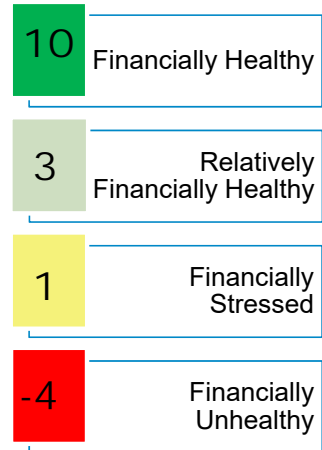 10
Financially Healthy
3
Relatively
Financially Healthy
1
Financially
Stressed
-4
Financially
Unhealthy